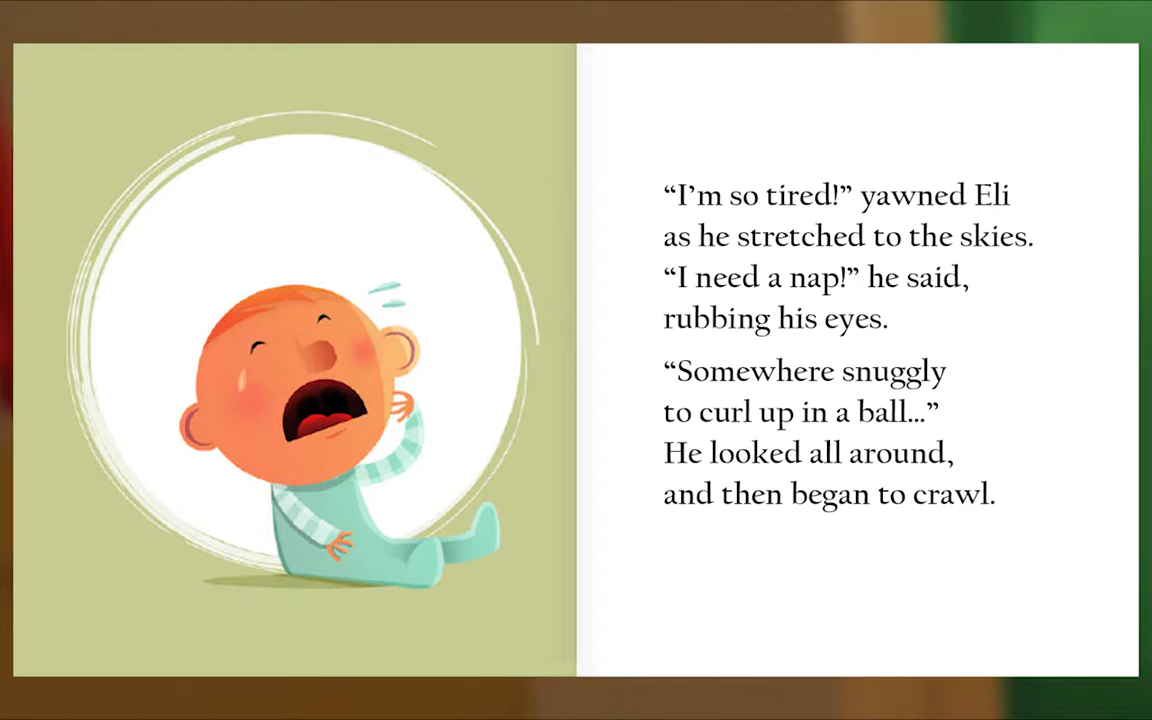 “I’m so tired!” yawned Eli
as he stretched to the skies.
“I need a nap!” he said,
rubbing his eyes.
“Somewhere snuggly
to curl up in a ball...”
He looked all around,
and then began to crawl.